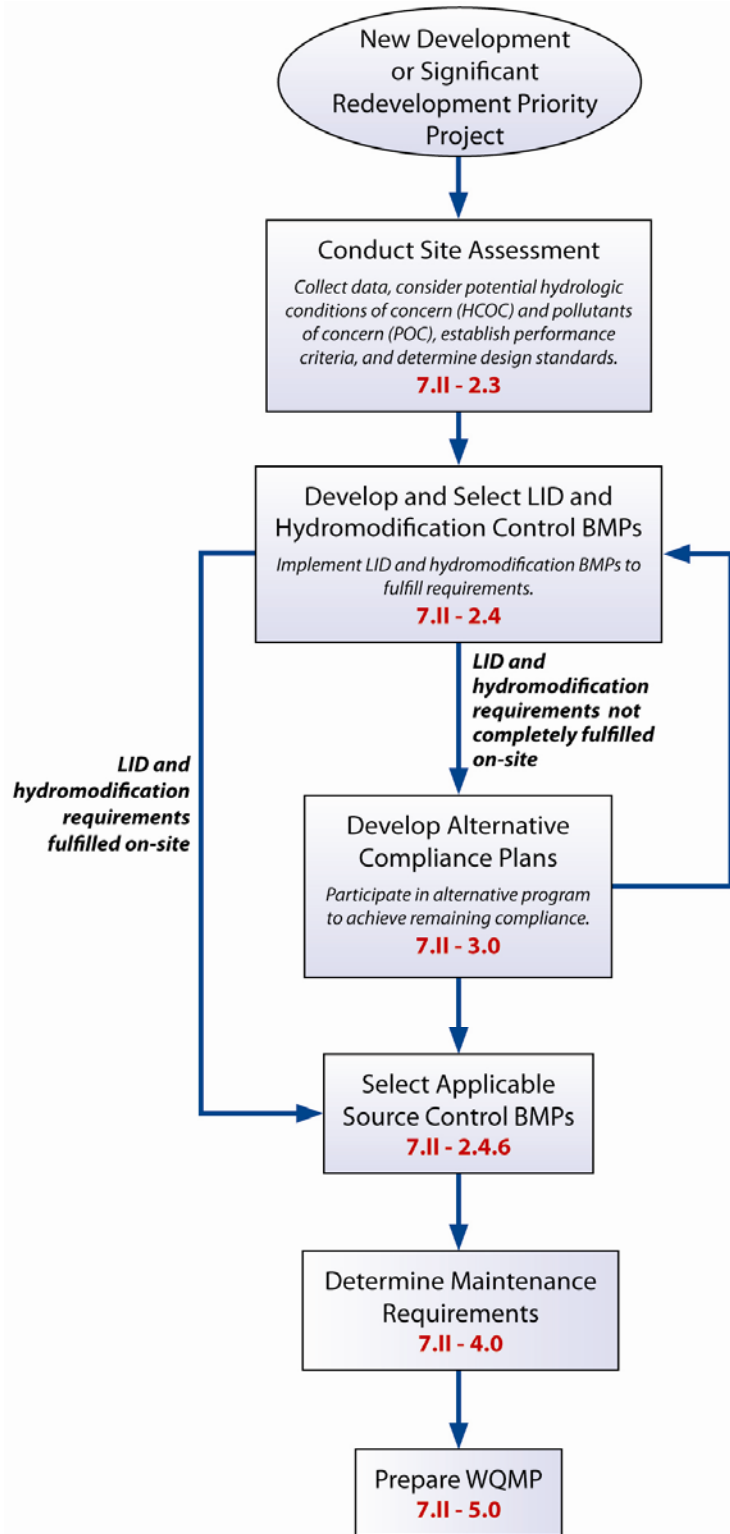 New Development
or Significant
Redevelopment Priority
Project
Conduct Site Assessment
Collect data, consider potential hydrologic
conditions of concern (HCOC) and pollutants
of concern (POC), establish performance
criteria, and determine design standards.
7.II - 2.3
Develop and Select LID and
Hydromodification Control BMPs
Implement LID and hydromodification BMPs to
fulfill requirements.
7.II - 2.4
LID and
hydromodification
requirements not
completely fulfilled
on-site
LID and
hydromodification
requirements
fulfilled on-site
Develop Alternative
Compliance Plans
Participate in alternative program
to achieve remaining compliance.
7.II - 3.0
Select Applicable
Source Control BMPs
7.II - 2.4.6
Determine Maintenance
Requirements
7.II - 4.0
Prepare WQMP
7.II - 5.0